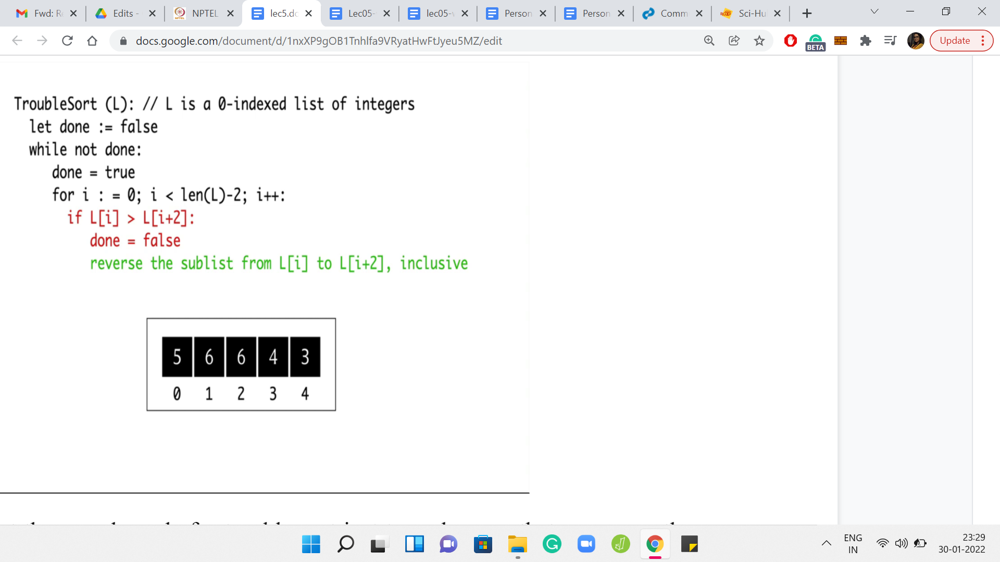 Fwd: Re
Edits -
NPTEL
lec5.do
Lec05-
lec05-v
Person
Person
Comm
Sci-Hu
docs.google.com/document/d/1nxXP9gOB1Tnhlfa9VRyatHwFtJyeu5MZ/edit
BETA
Update
TroubleSort (L): // L is a 0-indexed list of integers
let done := false
while not done:
done = true
for i : = 0; i < len(L)-2; i++:
if L[i] > L[i+2]:
done = false
reverse the sublist from L[i] to L[i+2], inclusive
5 6 6 4 3
0 1 2 3 4
ENG
IN
23:29
30-01-2022